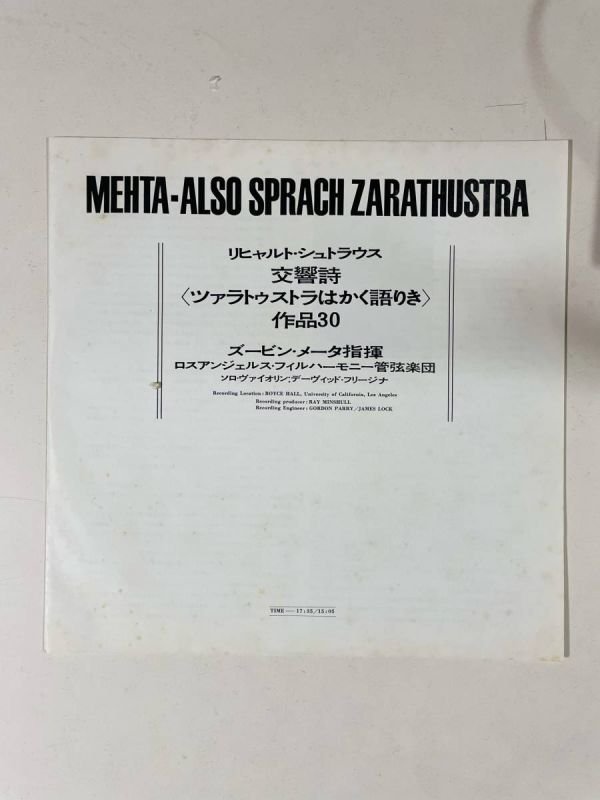 MEHTA-ALSO SPRACH ZARATHUSTRA
リヒャルト・シュトラウス
交響詩
〈ツァラトゥストラはかく語りき〉
作品30
ズービン・メータ指揮
ロスアンジェルス・フィルハーモニー管弦楽団
ソロ・ヴァイオリン:デーヴィッド・フリージナ
Recording Location: ROYCE HALL, University of California, Los Angeles
Recording producer: RAY MINSHULL
Recording Engineer: GORDON PARRY/JAMES LOCK
TIME — 17:35/15:05